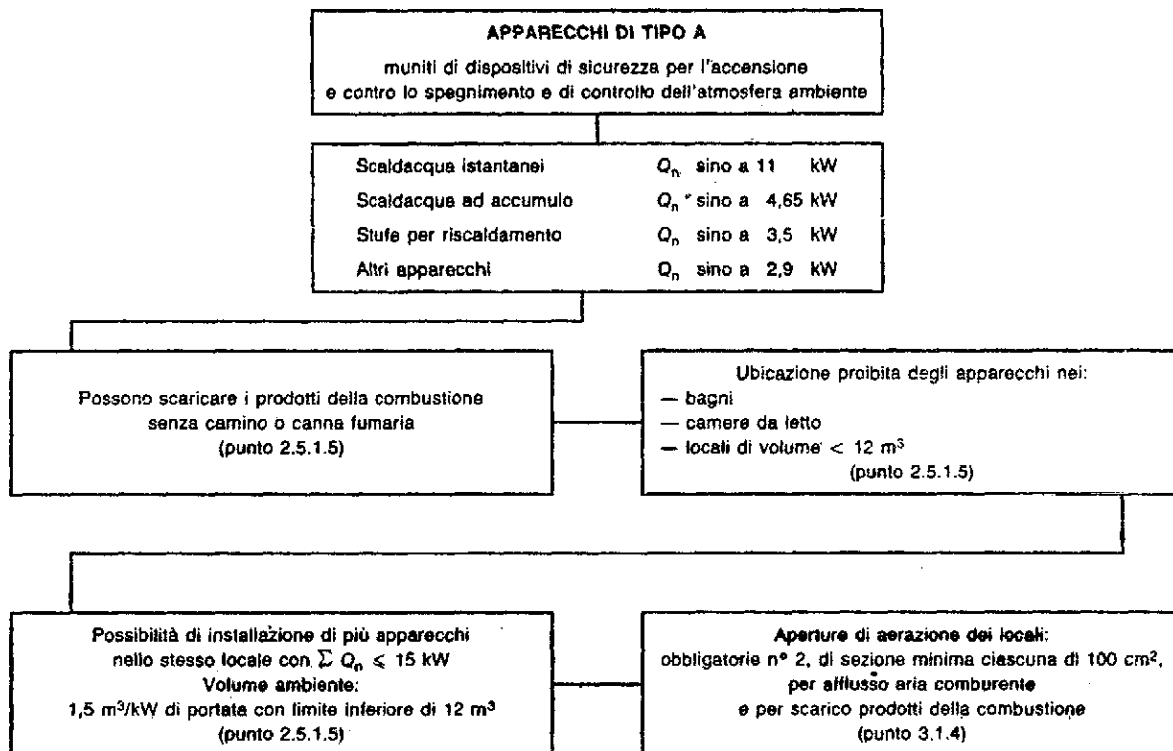 APPARECCHI DI TIPO A
muniti di dispositivi di sicurezza per l'accensione
e contro lo spegnimento e di controllo dell'atmosfera ambiente
Scaldacqua istantanei Qn sino a 11 kW
Scaldacqua ad accumulo Qn sino a 4,65 kW
Stufe per riscaldamento Qn sino a 3,5 kW
Altri apparecchi Qn sino a 2,9 kW
Possono scaricare i prodotti della combustione
senza camino o canna fumaria
(punto 2.5.1.5)
Ubicazione proibita degli apparecchi nei:
— bagni
— camere da letto
— locali di volume < 12 m³
(punto 2.5.1.5)
Possibilità di installazione di più apparecchi
nello stesso locale con Σ Qn ⩽ 15 kW
Volume ambiente:
1,5 m³/kW di portata con limite inferiore di 12 m³
(punto 2.5.1.5)
Aperture di aerazione dei locali:
obbligatorie n° 2, di sezione minima ciascuna di 100 cm²,
per afflusso aria comburente
e per scarico prodotti della combustione
(punto 3.1.4)